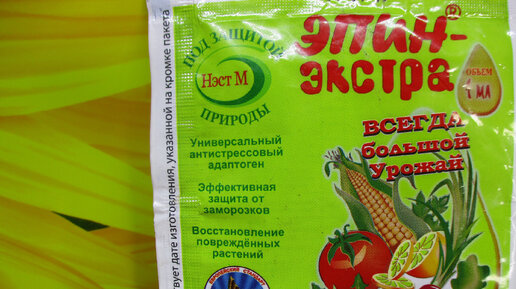 ЭПИН-®
ЭКСТРА
ОБЪЕМ
1 МЛ
ПОД ЗАЩИТОЙ
Нэст М
ПРИРОДЫ
ВСЕГДА
большой
Урожай
Универсальный
антистрессовый
адаптоген
Эффективная
защита от
заморозков
Восстановление
повреждённых
растений
дате изготовления, указанной на кромке пакета